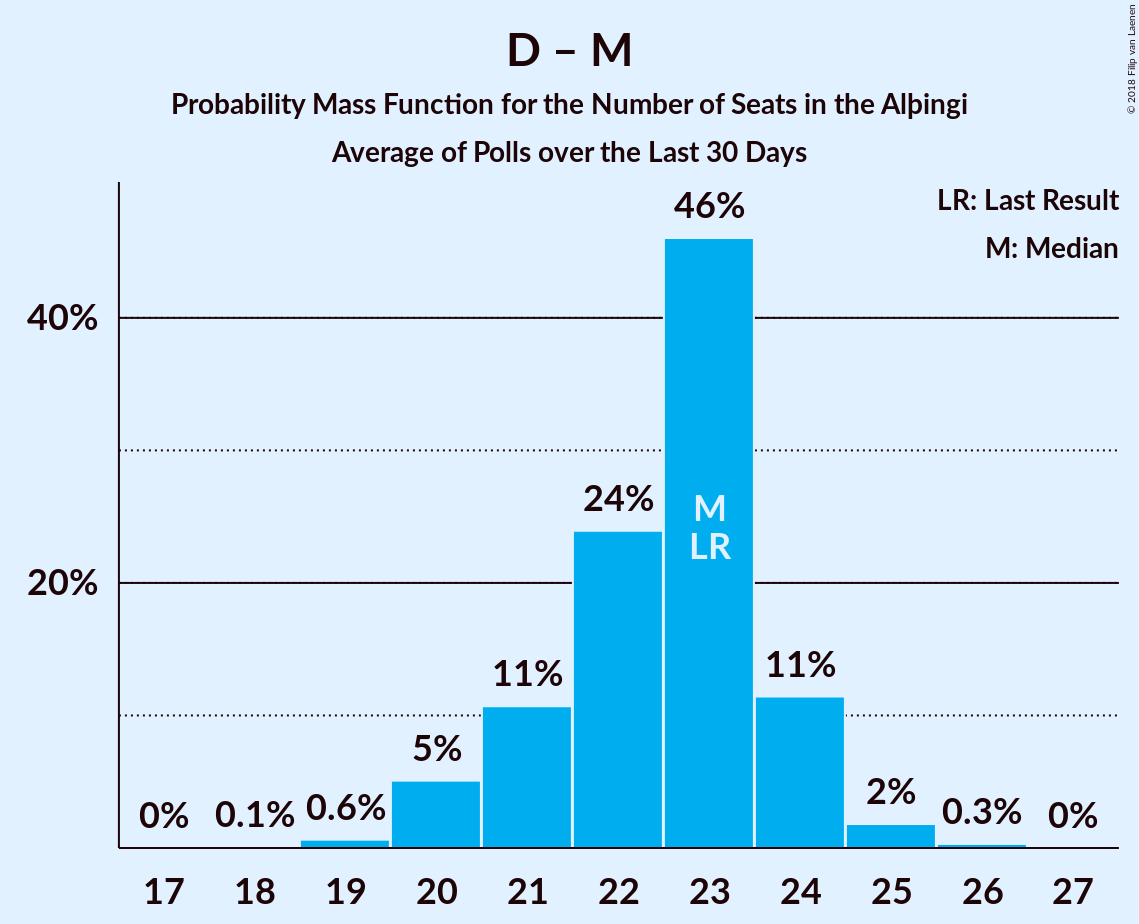 D – M
Probability Mass Function for the Number of Seats in the Alþingi
Average of Polls over the Last 30 Days
© 2018 Filip van Laenen
LR: Last Result
M: Median
40%
20%
0%
0.1%
0.6%
5%
11%
24%
46%
M
LR
11%
2%
0.3%
0%
17 18 19 20 21 22 23 24 25 26 27